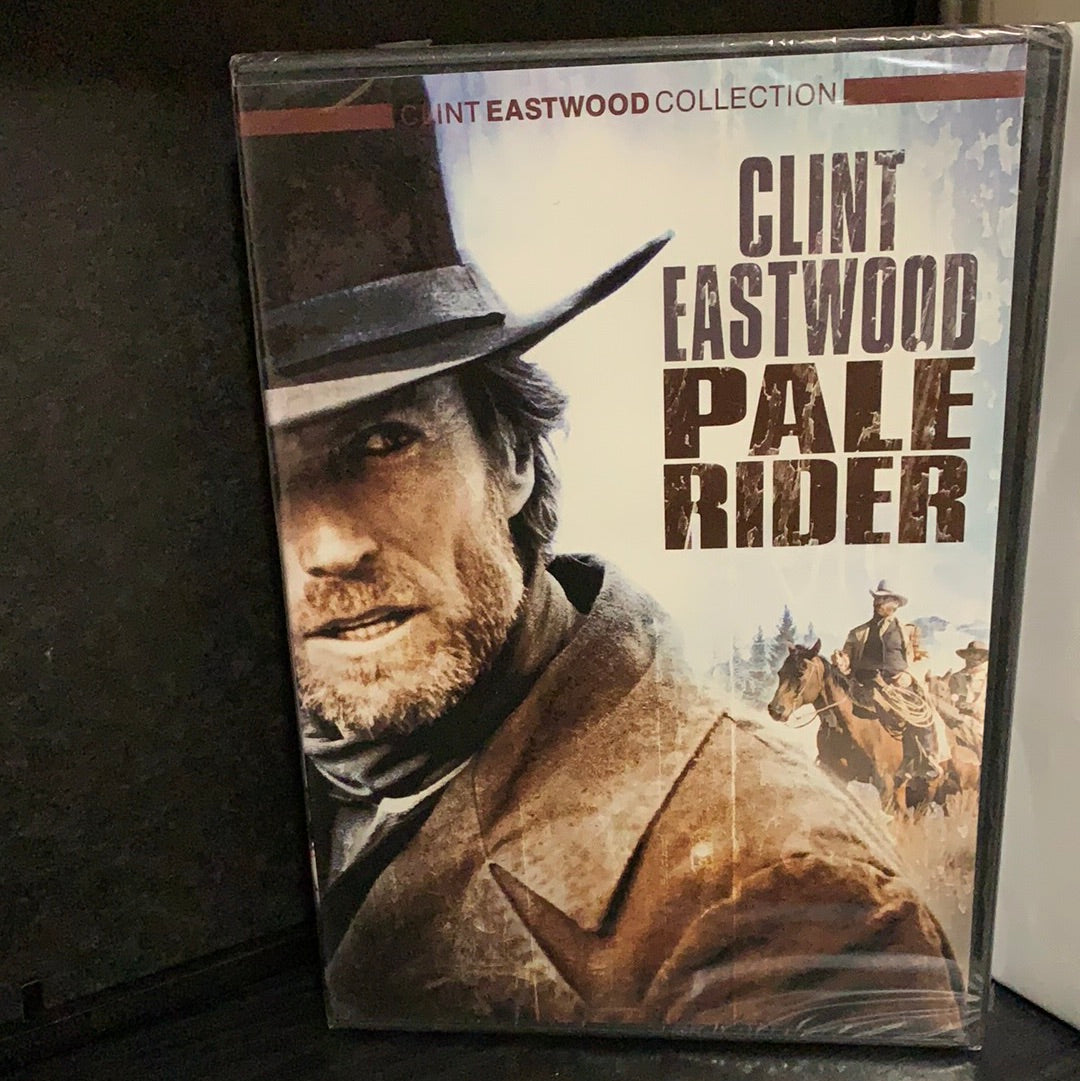 CLINT EASTWOOD COLLECTION
CLINT
EASTWOOD
PALE
RIDER